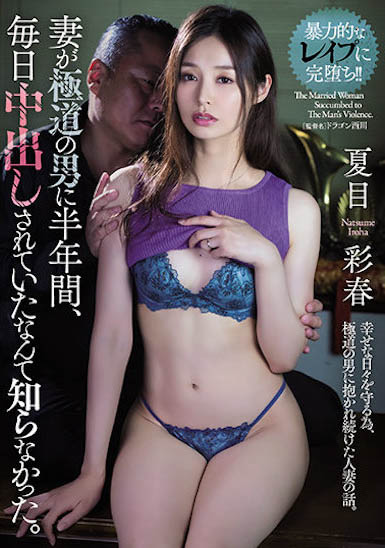 妻が極道の男に半年間、
毎日中出しされていたなんて知らなかった。
暴力的な
レイプに
完堕ち!!
The Married Woman
Succumbed to
The Man's Violence.
[監督名]ドラゴン西川
夏目
彩春
Natsume
Iroha
幸せな日々を守る為、
極道の男に抱かれ続けた人妻の話。